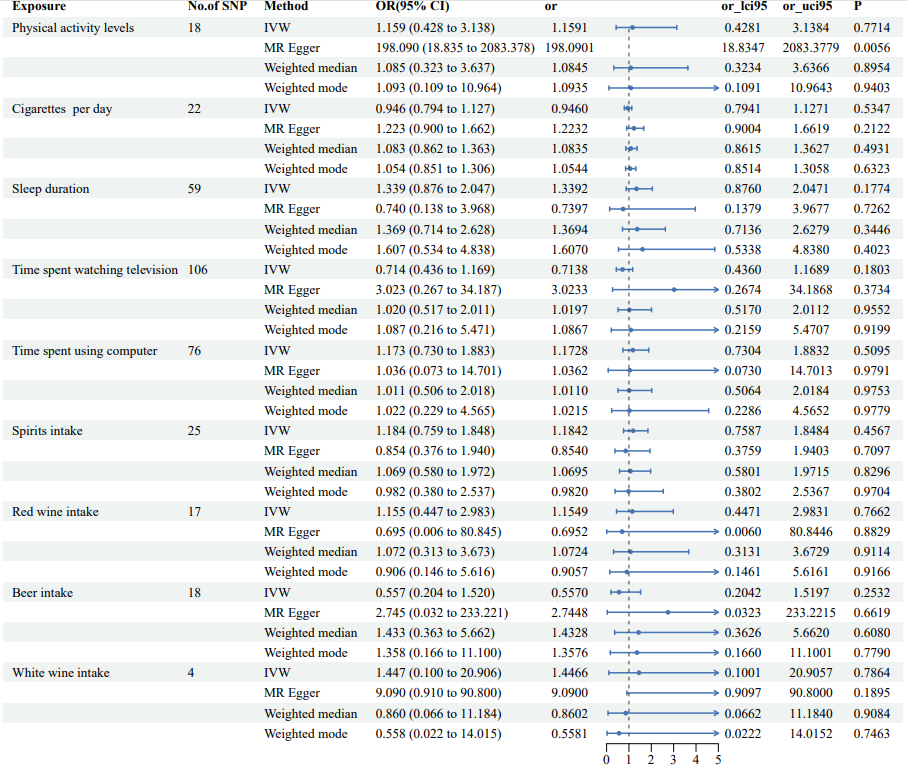 Exposure No.of SNP Method OR(95% CI) or or_lci95 or_uci95 P
Physical activity levels 18 IVW 1.159 (0.428 to 3.138) 1.1591 0.4281 3.1384 0.7714
MR Egger 198.090 (18.835 to 2083.378) 198.0901 18.8347 2083.3779 0.0056
Weighted median 1.085 (0.323 to 3.637) 1.0845 0.3234 3.6366 0.8954
Weighted mode 1.093 (0.109 to 10.964) 1.0935 0.1091 10.9643 0.9403
Cigarettes per day 22 IVW 0.946 (0.794 to 1.127) 0.9460 0.7941 1.1271 0.5347
MR Egger 1.223 (0.900 to 1.662) 1.2232 0.9004 1.6619 0.2122
Weighted median 1.083 (0.862 to 1.363) 1.0835 0.8615 1.3627 0.4931
Weighted mode 1.054 (0.851 to 1.306) 1.0544 0.8514 1.3058 0.6323
Sleep duration 59 IVW 1.339 (0.876 to 2.047) 1.3392 0.8760 2.0471 0.1774
MR Egger 0.740 (0.138 to 3.968) 0.7397 0.1379 3.9677 0.7262
Weighted median 1.369 (0.714 to 2.628) 1.3694 0.7136 2.6279 0.3446
Weighted mode 1.607 (0.534 to 4.838) 1.6070 0.5338 4.8380 0.4023
Time spent watching television 106 IVW 0.714 (0.436 to 1.169) 0.7138 0.4360 1.1689 0.1803
MR Egger 3.023 (0.267 to 34.187) 3.0233 0.2674 34.1868 0.3734
Weighted median 1.020 (0.517 to 2.011) 1.0197 0.5170 2.0112 0.9552
Weighted mode 1.087 (0.216 to 5.471) 1.0867 0.2159 5.4707 0.9199
Time spent using computer 76 IVW 1.173 (0.730 to 1.883) 1.1728 0.7304 1.8832 0.5095
MR Egger 1.036 (0.073 to 14.701) 1.0362 0.0730 14.7013 0.9791
Weighted median 1.011 (0.506 to 2.018) 1.0110 0.5064 2.0184 0.9753
Weighted mode 1.022 (0.229 to 4.565) 1.0215 0.2286 4.5652 0.9779
Spirits intake 25 IVW 1.184 (0.759 to 1.848) 1.1842 0.7587 1.8484 0.4567
MR Egger 0.854 (0.376 to 1.940) 0.8540 0.3759 1.9403 0.7097
Weighted median 1.069 (0.580 to 1.972) 1.0695 0.5801 1.9715 0.8296
Weighted mode 0.982 (0.380 to 2.537) 0.9820 0.3802 2.5367 0.9704
Red wine intake 17 IVW 1.155 (0.447 to 2.983) 1.1549 0.4471 2.9831 0.7662
MR Egger 0.695 (0.006 to 80.845) 0.6952 0.0060 80.8446 0.8829
Weighted median 1.072 (0.313 to 3.673) 1.0724 0.3131 3.6729 0.9114
Weighted mode 0.906 (0.146 to 5.616) 0.9057 0.1461 5.6161 0.9166
Beer intake 18 IVW 0.557 (0.204 to 1.520) 0.5570 0.2042 1.5197 0.2532
MR Egger 2.745 (0.032 to 233.221) 2.7448 0.0323 233.2215 0.6619
Weighted median 1.433 (0.363 to 5.662) 1.4328 0.3626 5.6620 0.6080
Weighted mode 1.358 (0.166 to 11.100) 1.3576 0.1660 11.1001 0.7790
White wine intake 4 IVW 1.447 (0.100 to 20.906) 1.4466 0.1001 20.9057 0.7864
MR Egger 9.090 (0.910 to 90.800) 9.0900 0.9097 90.8000 0.1895
Weighted median 0.860 (0.066 to 11.184) 0.8602 0.0662 11.1840 0.9084
Weighted mode 0.558 (0.022 to 14.015) 0.5581 0.0222 14.0152 0.7463
0 1 2 3 4 5